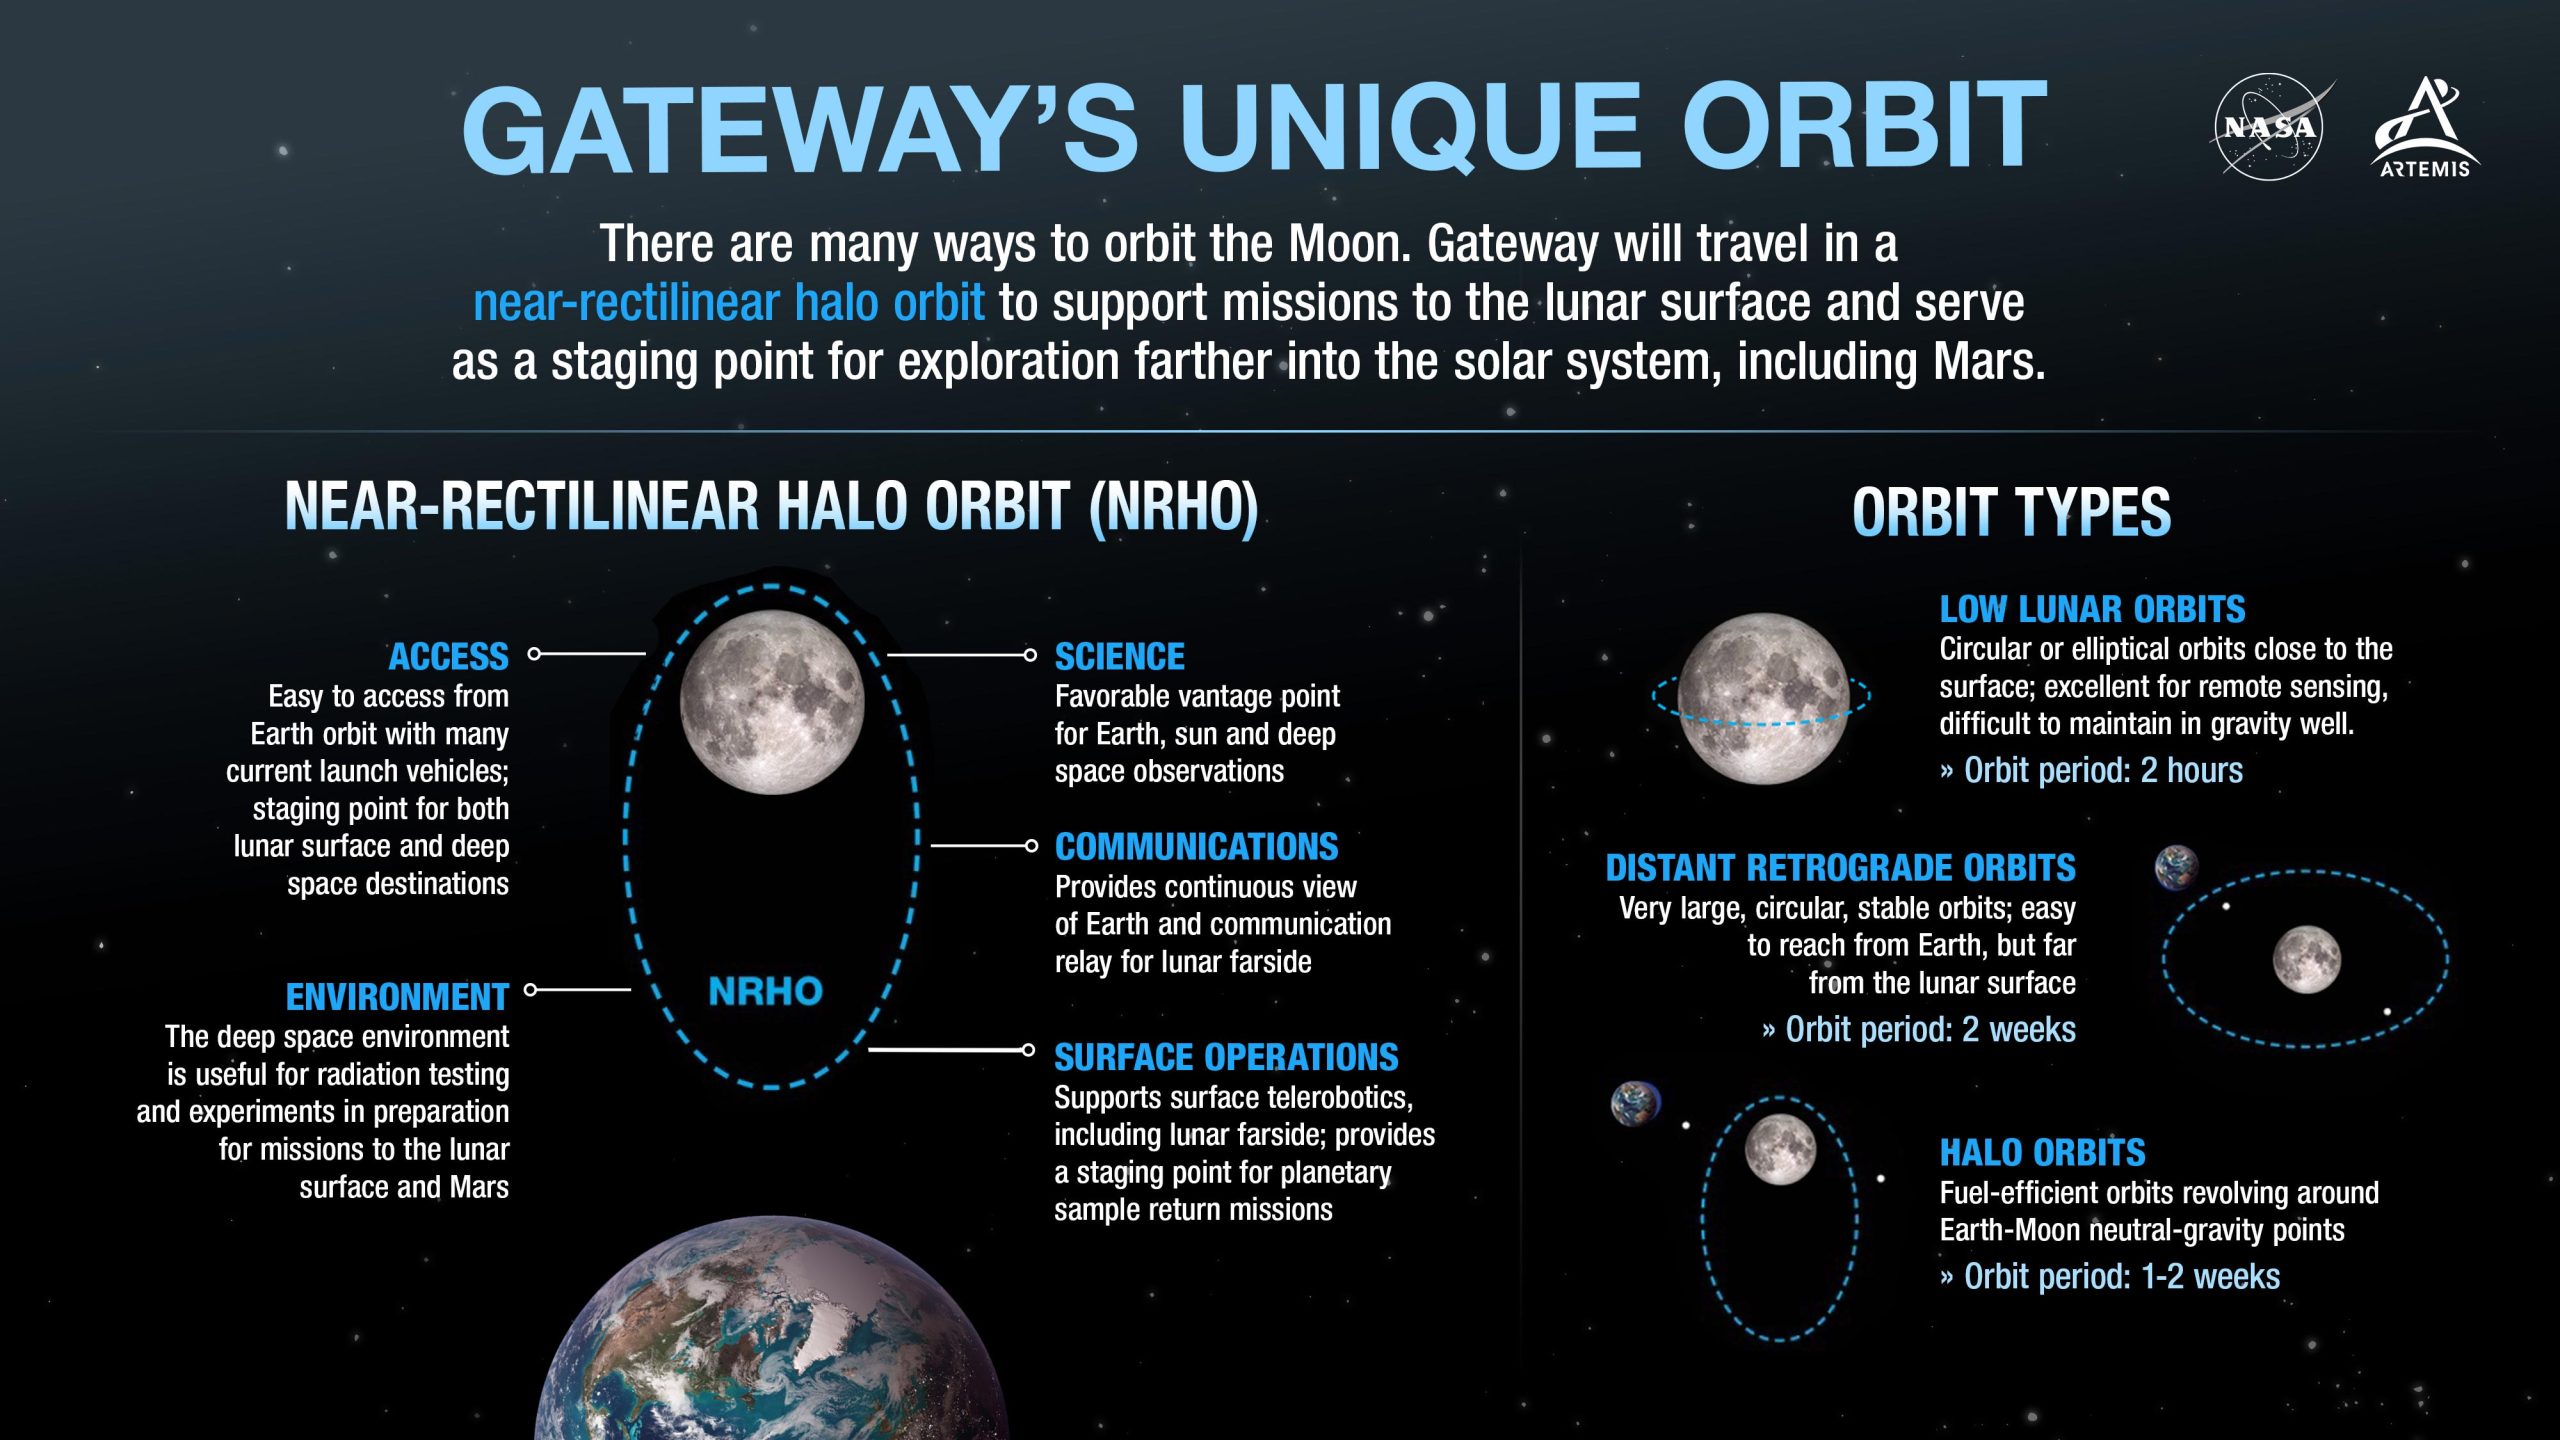 GATEWAY'S UNIQUE ORBIT
NASA
ARTEMIS
There are many ways to orbit the Moon. Gateway will travel in a
near-rectilinear halo orbit to support missions to the lunar surface and serve
as a staging point for exploration farther into the solar system, including Mars.
NEAR-RECTILINEAR HALO ORBIT (NRHO)
ACCESS
Easy to access from
Earth orbit with many
current launch vehicles;
staging point for both
lunar surface and deep
space destinations
ENVIRONMENT
The deep space environment
is useful for radiation testing
and experiments in preparation
for missions to the lunar
surface and Mars
NRHO
SCIENCE
Favorable vantage point
for Earth, sun and deep
space observations
COMMUNICATIONS
Provides continuous view
of Earth and communication
relay for lunar farside
SURFACE OPERATIONS
Supports surface telerobotics,
including lunar farside; provides
a staging point for planetary
sample return missions
ORBIT TYPES
LOW LUNAR ORBITS
Circular or elliptical orbits close to the
surface; excellent for remote sensing,
difficult to maintain in gravity well.
» Orbit period: 2 hours
DISTANT RETROGRADE ORBITS
Very large, circular, stable orbits; easy
to reach from Earth, but far
from the lunar surface
» Orbit period: 2 weeks
HALO ORBITS
Fuel-efficient orbits revolving around
Earth-Moon neutral-gravity points
» Orbit period: 1-2 weeks